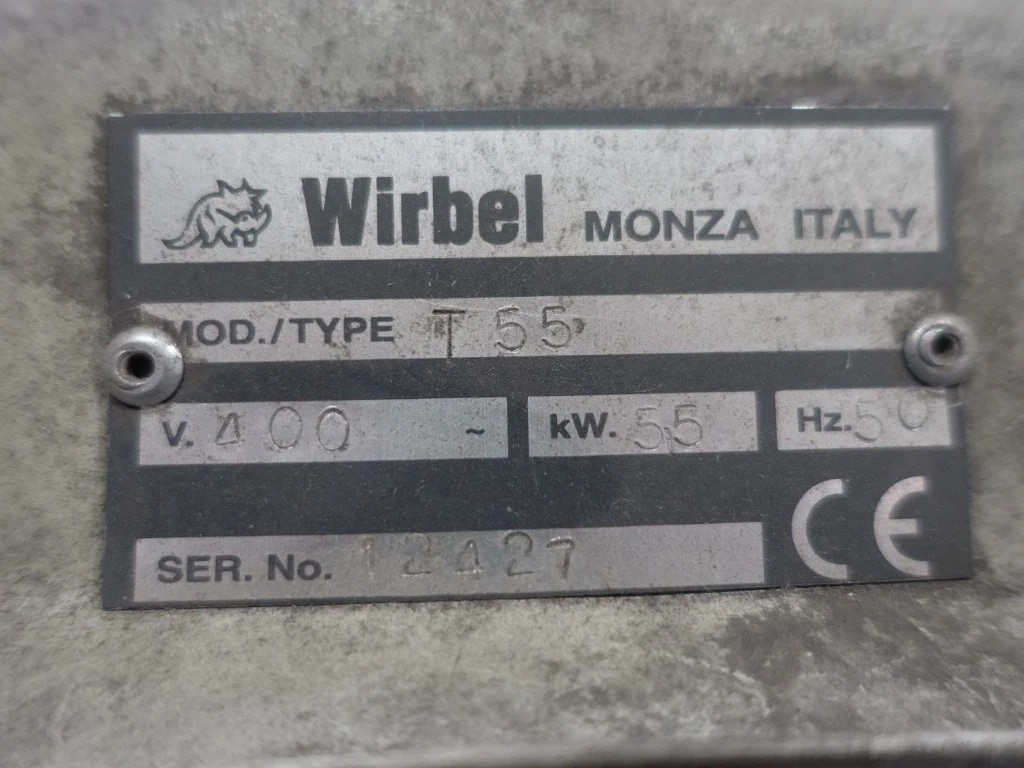 Wirbel MONZA ITALY
MOD./TYPE T 55
V. 400 ~ kW. 5,5 Hz. 50
CE
SER. No. 12427